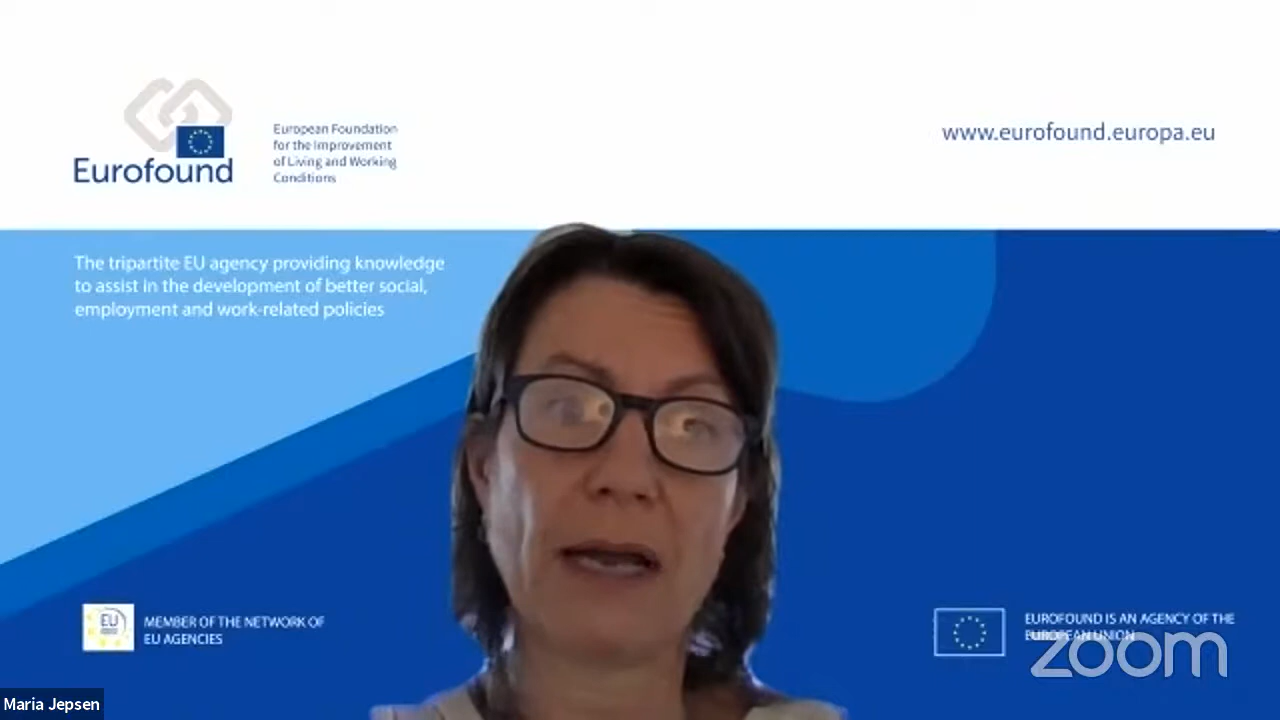 Eurofound
European Foundation
for the Improvement
of Living and Working
Conditions
www.eurofound.europa.eu
The tripartite EU agency providing knowledge
to assist in the development of better social,
employment and work-related policies
EU
MEMBER OF THE NETWORK OF
EU AGENCIES
EUROFOUND IS AN AGENCY OF THE
EUROPEAN UNION
zoom
Maria Jepsen